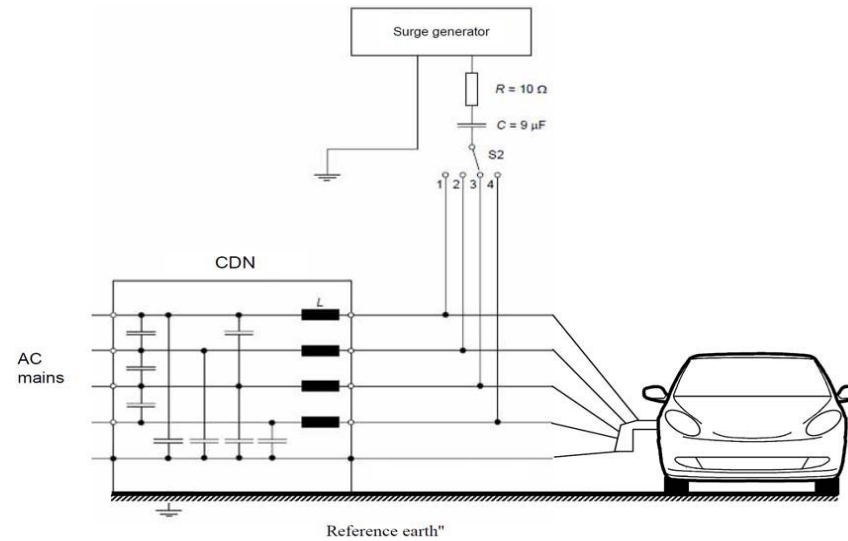 Surge generator
R = 10 Ω
C = 9 μF
S2
1 2 3 4
CDN
L
AC
mains
Reference earth"